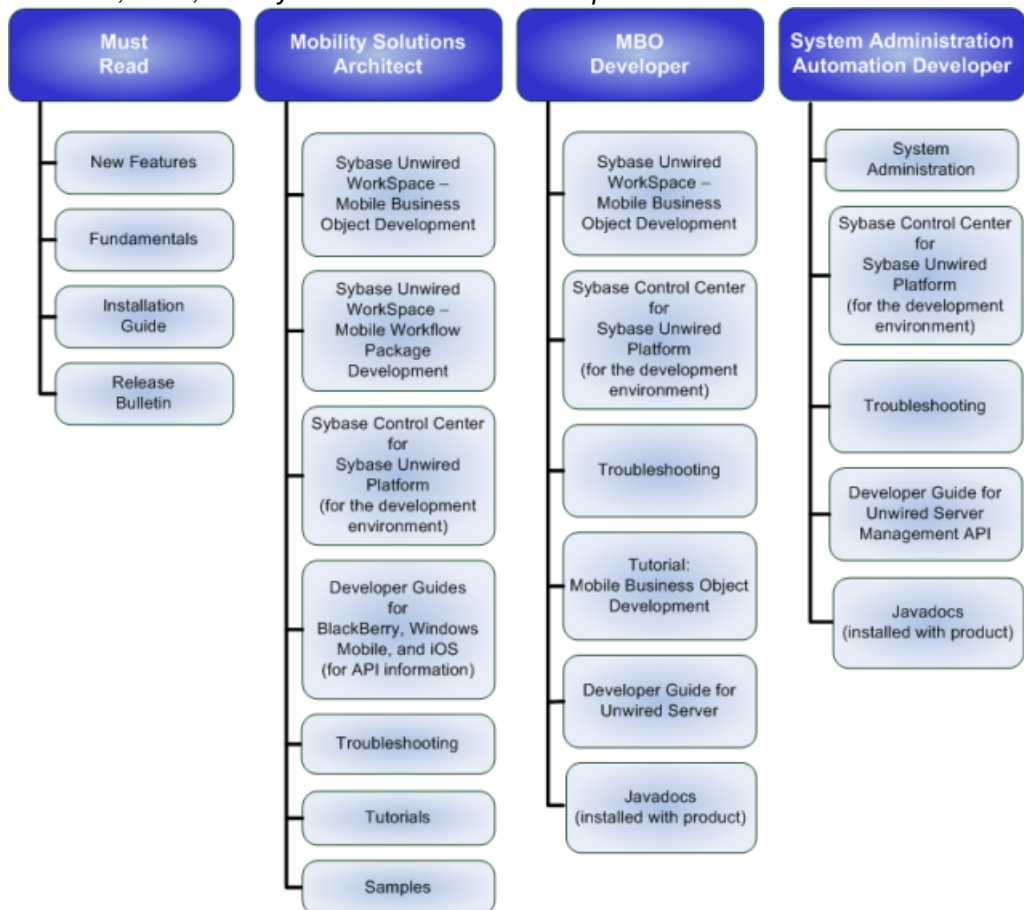 Must
Read
New Features
Fundamentals
Installation
Guide
Release
Bulletin
Mobility Solutions
Architect
Sybase Unwired
WorkSpace –
Mobile Business
Object Development
Sybase Unwired
WorkSpace –
Mobile Workflow
Package
Development
Sybase Control Center
for
Sybase Unwired
Platform
(for the development
environment)
Developer Guides
for
BlackBerry, Windows
Mobile, and iOS
(for API information)
Troubleshooting
Tutorials
Samples
MBO
Developer
Sybase Unwired
WorkSpace –
Mobile Business
Object Development
Sybase Control Center
for
Sybase Unwired
Platform
(for the development
environment)
Troubleshooting
Tutorial:
Mobile Business Object
Development
Developer Guide for
Unwired Server
Javadocs
(installed with product)
System Administration
Automation Developer
System
Administration
Sybase Control Center
for
Sybase Unwired
Platform
(for the development
environment)
Troubleshooting
Developer Guide for
Unwired Server
Management API
Javadocs
(installed with product)